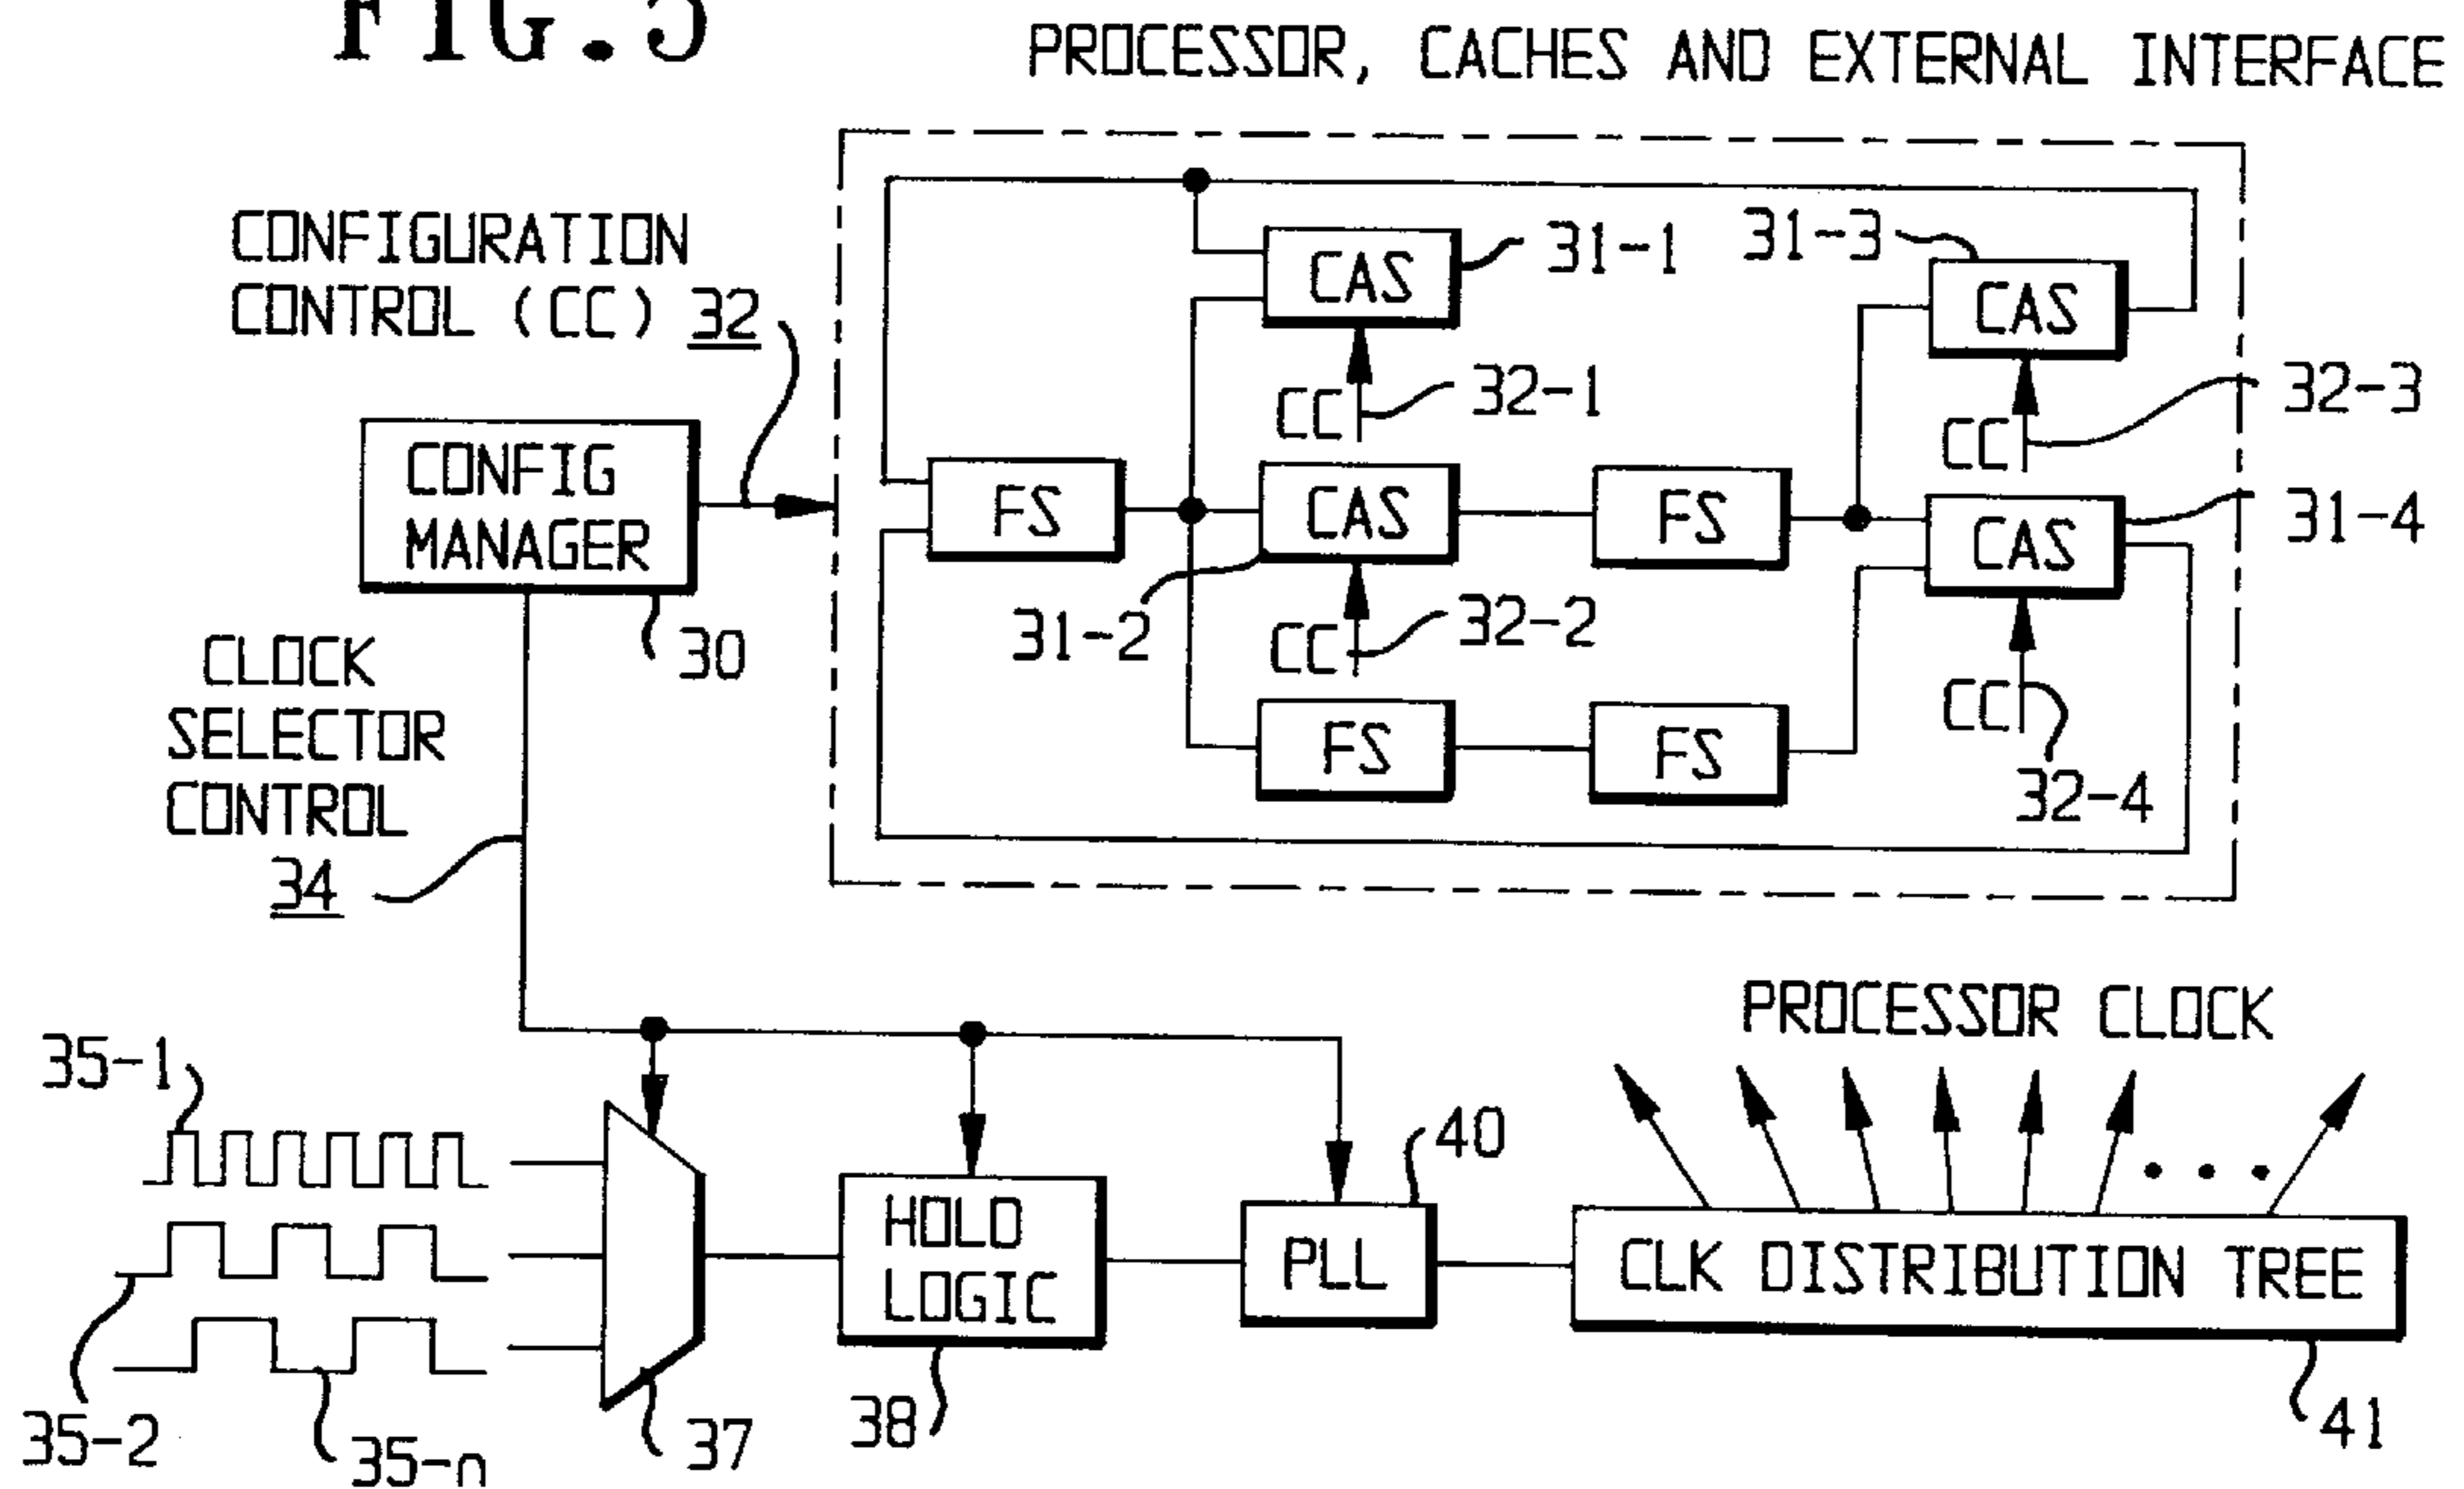 FIG.5
PROCESSOR, CACHES AND EXTERNAL INTERFACE
CONFIGURATION
CONTROL (CC) 32
CONFIG
MANAGER
30
CAS
31-1
CC
32-1
31-3
CAS
CC
32-3
FS
CAS
31-2
CC
32-2
FS
CAS
31-4
CC
32-4
FS
FS
CLOCK
SELECTOR
CONTROL
34
35-1
35-2
35-n
37
HOLD
LOGIC
38
PLL
40
PROCESSOR CLOCK
CLK DISTRIBUTION TREE
41